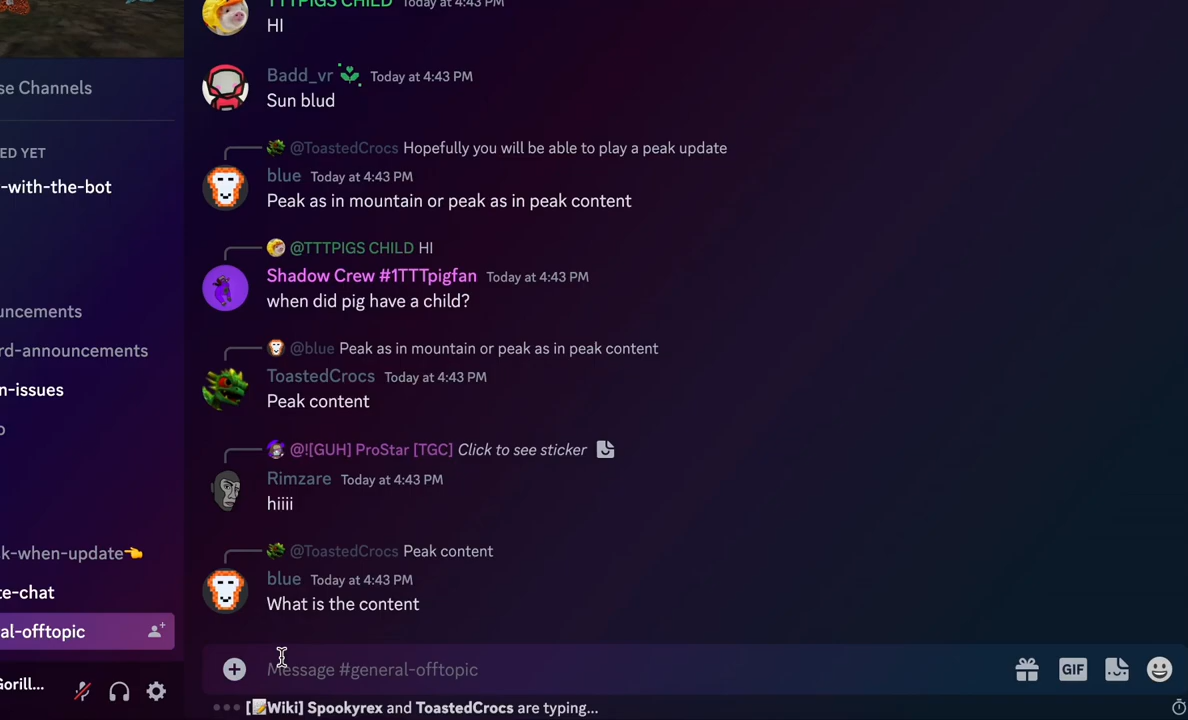 TTTPIGS CHILD Today at 4:43 PM
HI
se Channels
Badd_vr Today at 4:43 PM
Sun blud
ED YET
@ToastedCrocs Hopefully you will be able to play a peak update
-with-the-bot
blue Today at 4:43 PM
Peak as in mountain or peak as in peak content
@TTTPIGS CHILD HI
Shadow Crew #1TTTpigfan Today at 4:43 PM
when did pig have a child?
uncements
rd-announcements
@blue Peak as in mountain or peak as in peak content
n-issues
ToastedCrocs Today at 4:43 PM
Peak content
o
@![GUH] ProStar [TGC] Click to see sticker
Rimzare Today at 4:43 PM
hiiii
k-when-update👈
@ToastedCrocs Peak content
te-chat
blue Today at 4:43 PM
What is the content
al-offtopic
Message #general-offtopic
GIF
Gorill...
[📝Wiki] Spookyrex and ToastedCrocs are typing...